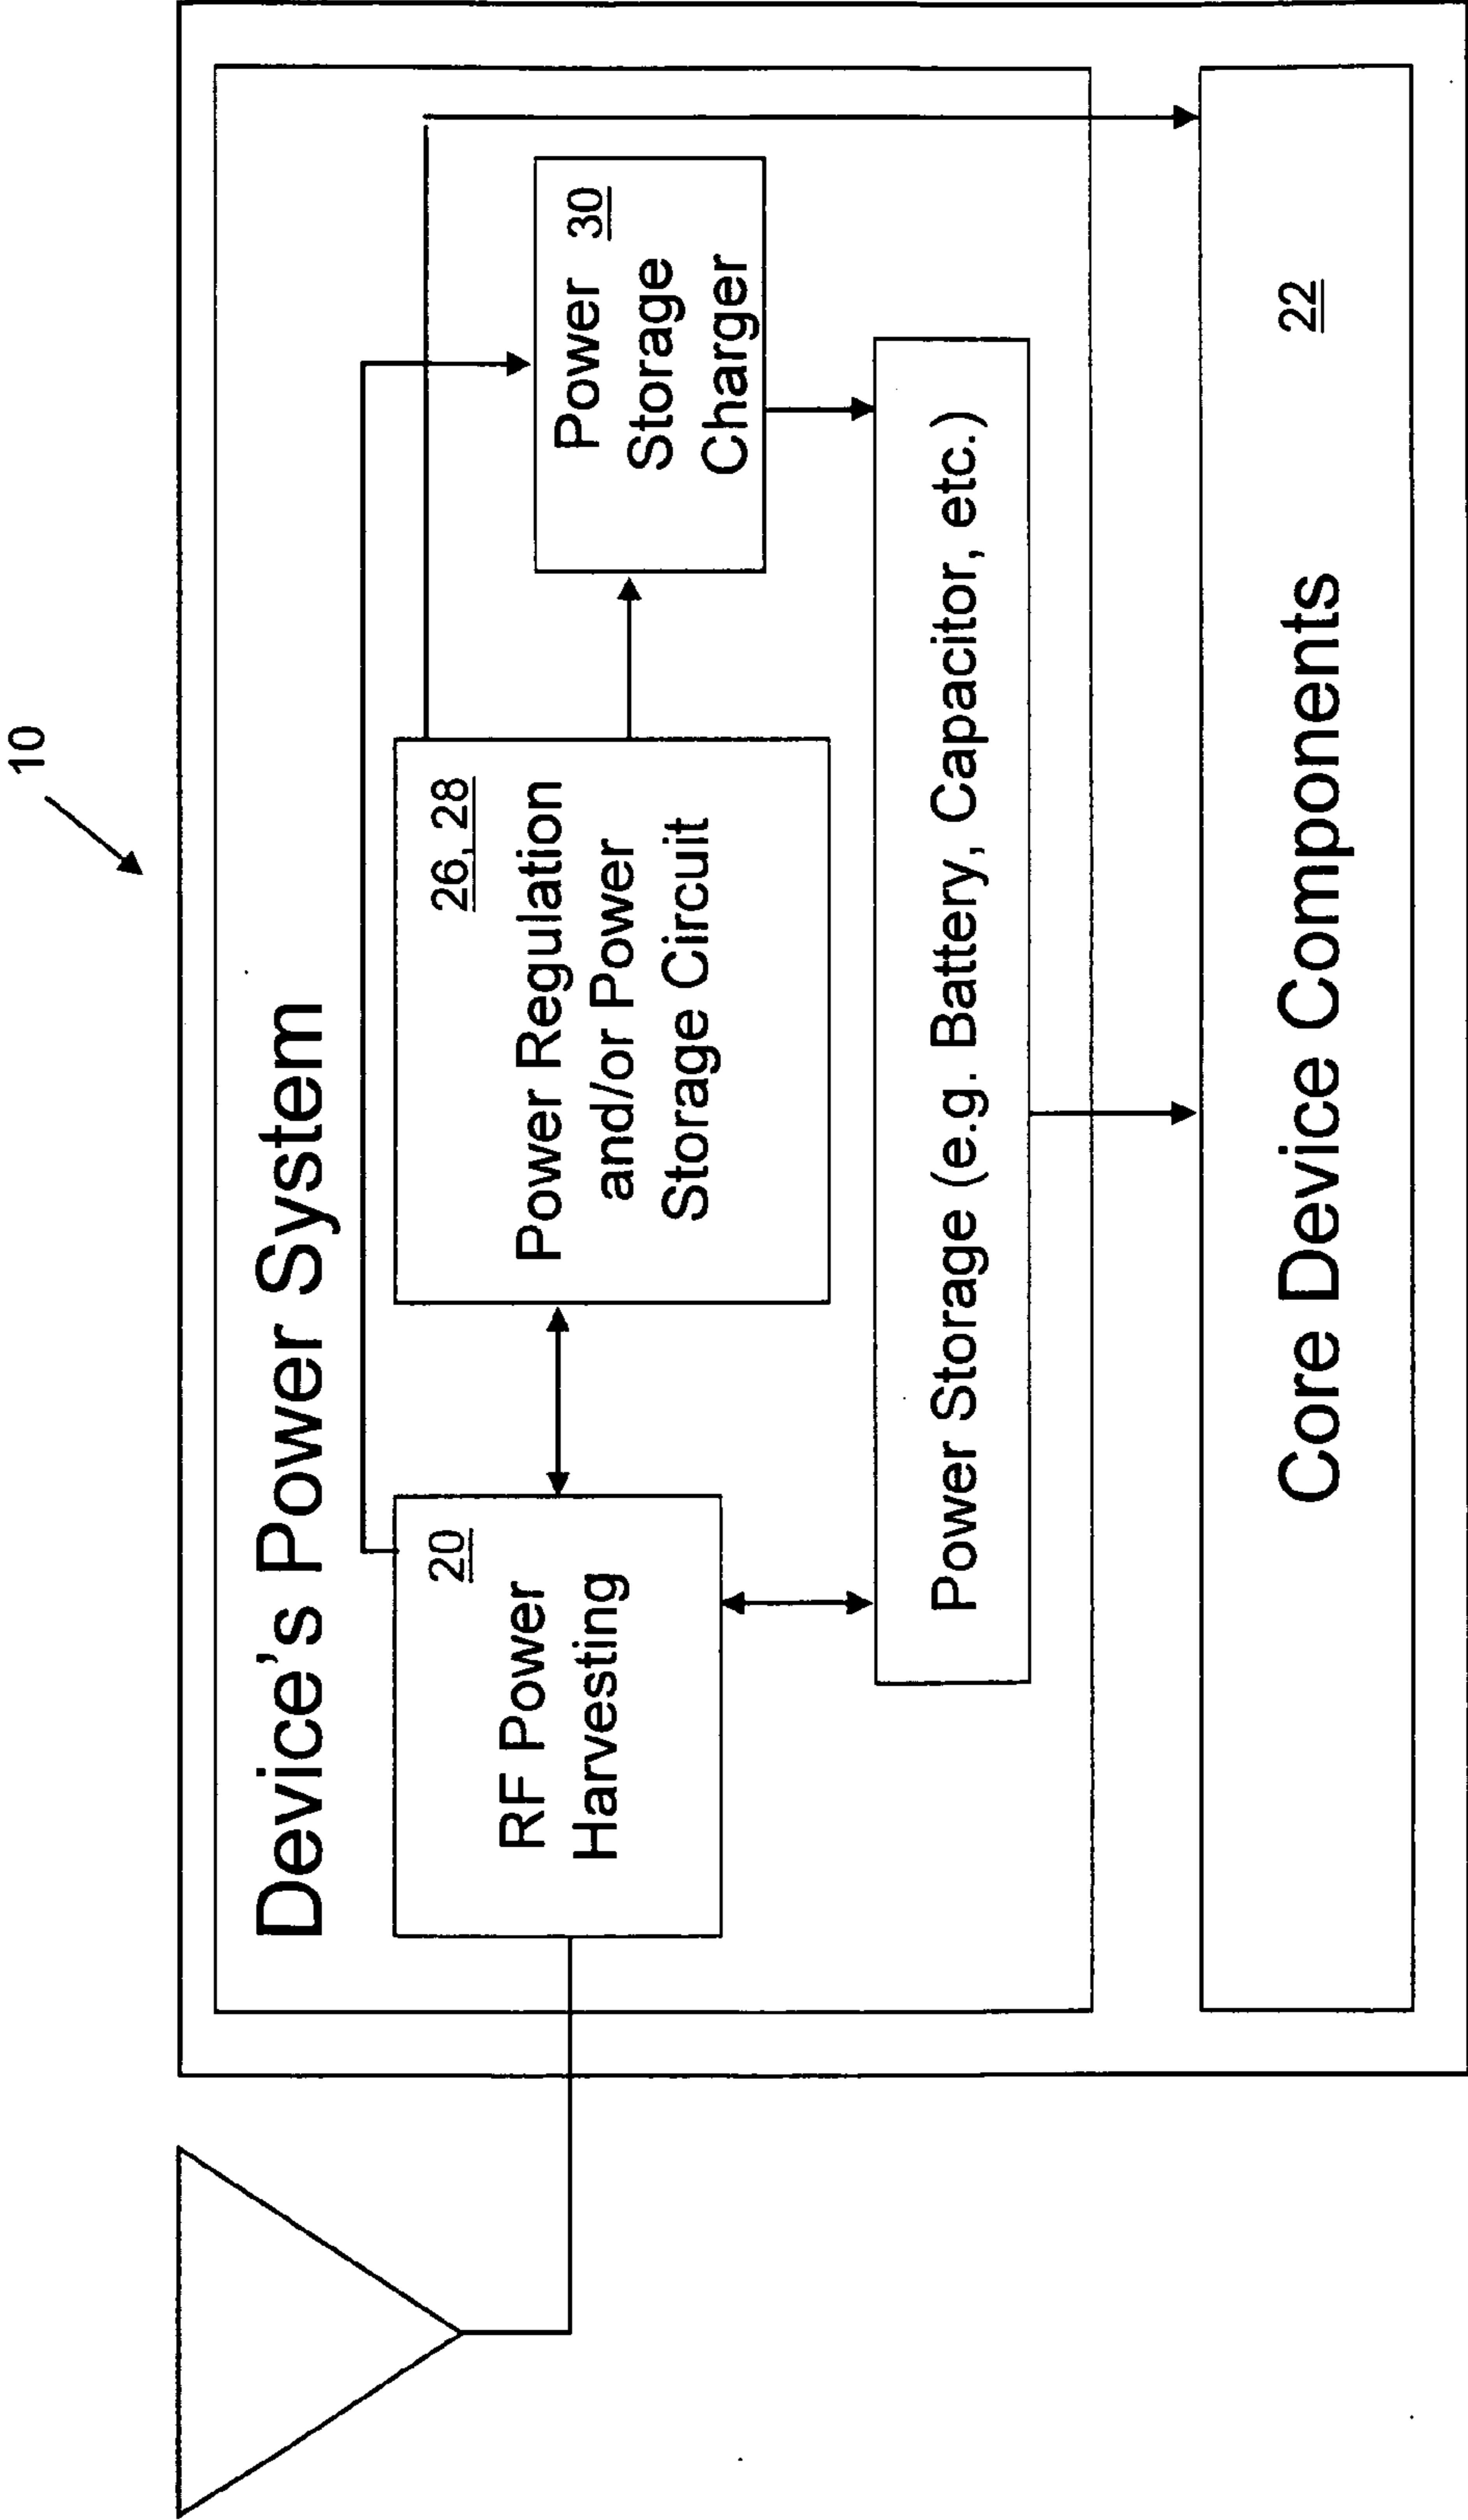 10
Device's Power System
20
RF Power
Harvesting
26, 28
Power Regulation
and/or Power
Storage Circuit
Power 30
Storage
Charger
Power Storage (e.g. Battery, Capacitor, etc.)
22
Core Device Components